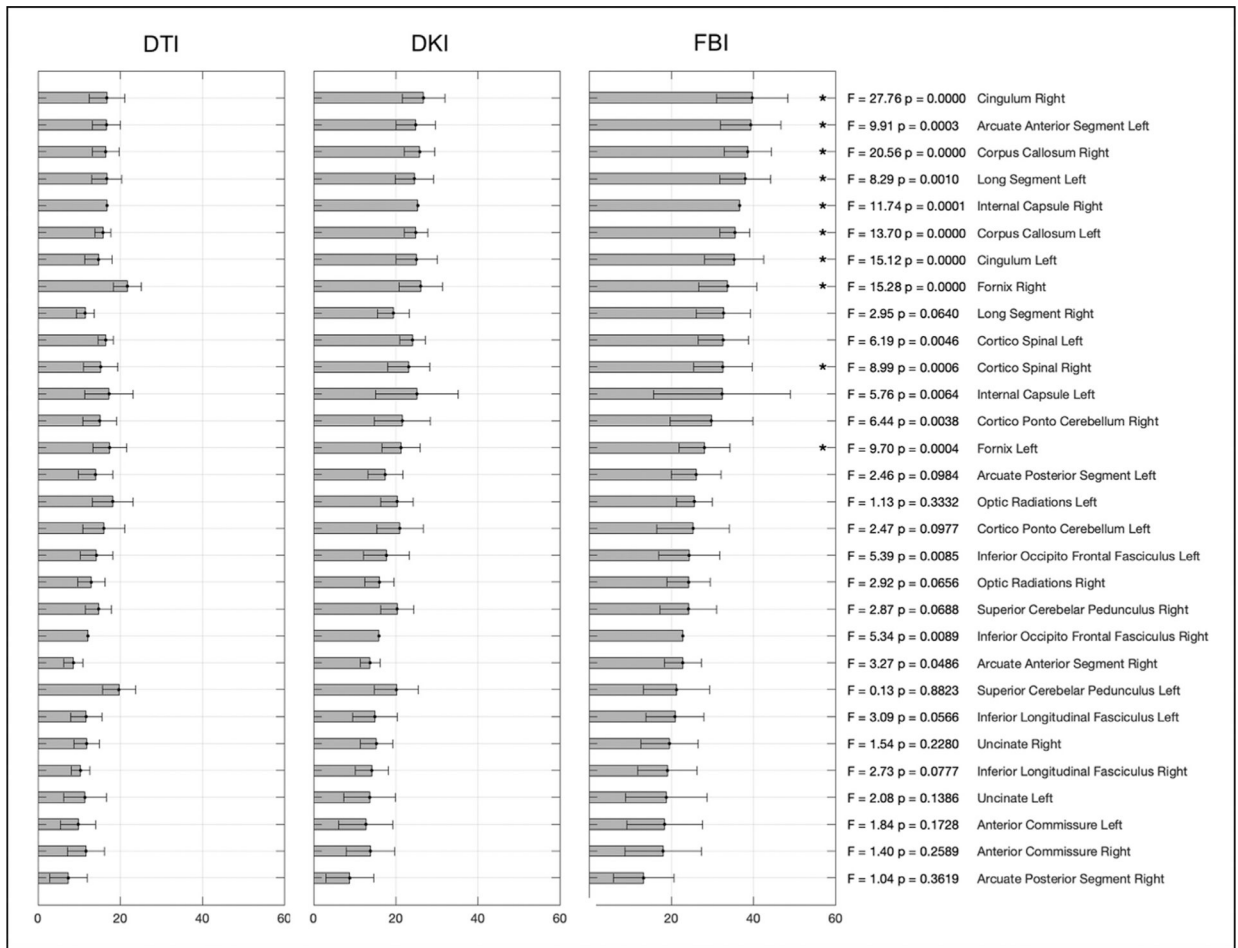 DTI DKI FBI
* F = 27.76 p = 0.0000 Cingulum Right
* F = 9.91 p = 0.0003 Arcuate Anterior Segment Left
* F = 20.56 p = 0.0000 Corpus Callosum Right
* F = 8.29 p = 0.0010 Long Segment Left
* F = 11.74 p = 0.0001 Internal Capsule Right
* F = 13.70 p = 0.0000 Corpus Callosum Left
* F = 15.12 p = 0.0000 Cingulum Left
* F = 15.28 p = 0.0000 Fornix Right
F = 2.95 p = 0.0640 Long Segment Right
F = 6.19 p = 0.0046 Cortico Spinal Left
* F = 8.99 p = 0.0006 Cortico Spinal Right
F = 5.76 p = 0.0064 Internal Capsule Left
F = 6.44 p = 0.0038 Cortico Ponto Cerebellum Right
* F = 9.70 p = 0.0004 Fornix Left
F = 2.46 p = 0.0984 Arcuate Posterior Segment Left
F = 1.13 p = 0.3332 Optic Radiations Left
F = 2.47 p = 0.0977 Cortico Ponto Cerebellum Left
F = 5.39 p = 0.0085 Inferior Occipito Frontal Fasciculus Left
F = 2.92 p = 0.0656 Optic Radiations Right
F = 2.87 p = 0.0688 Superior Cerebelar Pedunculus Right
F = 5.34 p = 0.0089 Inferior Occipito Frontal Fasciculus Right
F = 3.27 p = 0.0486 Arcuate Anterior Segment Right
F = 0.13 p = 0.8823 Superior Cerebelar Pedunculus Left
F = 3.09 p = 0.0566 Inferior Longitudinal Fasciculus Left
F = 1.54 p = 0.2280 Uncinate Right
F = 2.73 p = 0.0777 Inferior Longitudinal Fasciculus Right
F = 2.08 p = 0.1386 Uncinate Left
F = 1.84 p = 0.1728 Anterior Commissure Left
F = 1.40 p = 0.2589 Anterior Commissure Right
F = 1.04 p = 0.3619 Arcuate Posterior Segment Right
0 20 40 60 0 20 40 60 20 40 60